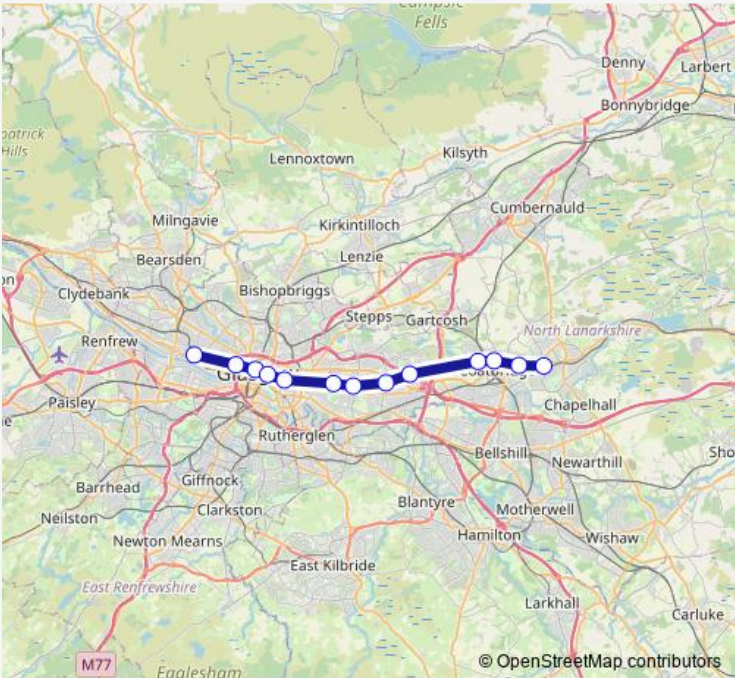 Fells
Denny
Larbert
Bonnybridge
Hills
Lennoxtown
Kilsyth
Cumbernauld
Milngavie
Kirkintilloch
Bearsden
Lenzie
Clydebank
Bishopbriggs
Stepps
Gartcosh
North Lanarkshire
Renfrew
Paisley
Chapelhall
Rutherglen
Bellshill
Newarthill
Barrhead
Giffnock
Blantyre
Motherwell
Neilston
Clarkston
Hamilton
Wishaw
Newton Mearns
East Kilbride
East Renfrewshire
Larkhall
Carluke
M77
Eaglesham
© OpenStreetMap contributors